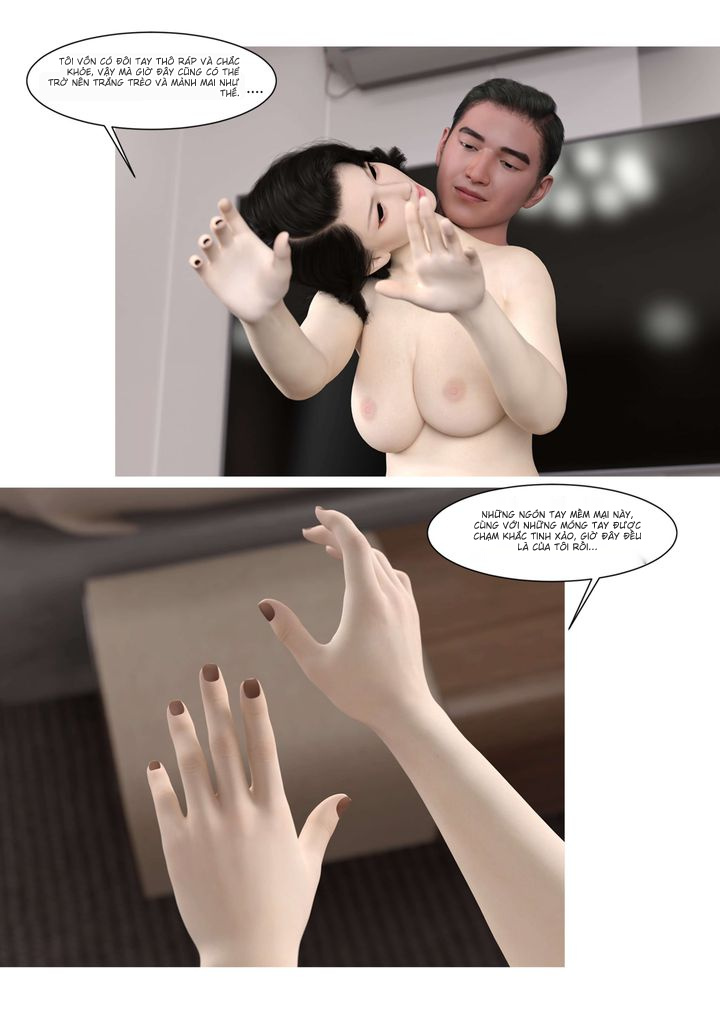 TÔI VỐN CÓ ĐÔI TAY THÔ RÁP VÀ CHẮC
KHỎE, VẬY MÀ GIỜ ĐÂY CŨNG CÓ THỂ
TRỞ NÊN TRẮNG TRẺO VÀ MẢNH MAI NHƯ
THẾ. ....
NHỮNG NGÓN TAY MỀM MẠI NÀY,
CÙNG VỚI NHỮNG MÓNG TAY ĐƯỢC
CHẠM KHẮC TINH XẢO, GIỜ ĐÂY ĐỀU
LÀ CỦA TÔI RỒI...